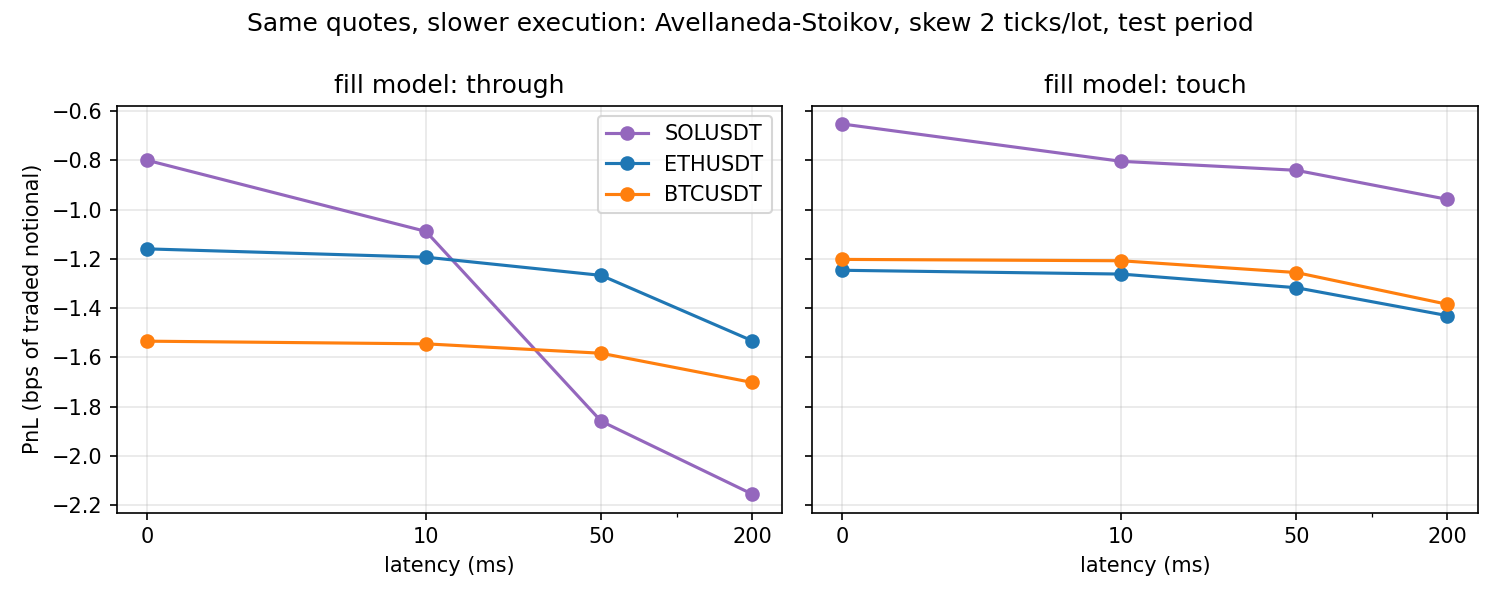 Same quotes, slower execution: Avellaneda-Stoikov, skew 2 ticks/lot, test period
fill model: through
fill model: touch
SOLUSDT
ETHUSDT
BTCUSDT
PnL (bps of traded notional)
−0.6
−0.8
−1.0
−1.2
−1.4
−1.6
−1.8
−2.0
−2.2
0
10
50
200
0
10
50
200
latency (ms)
latency (ms)